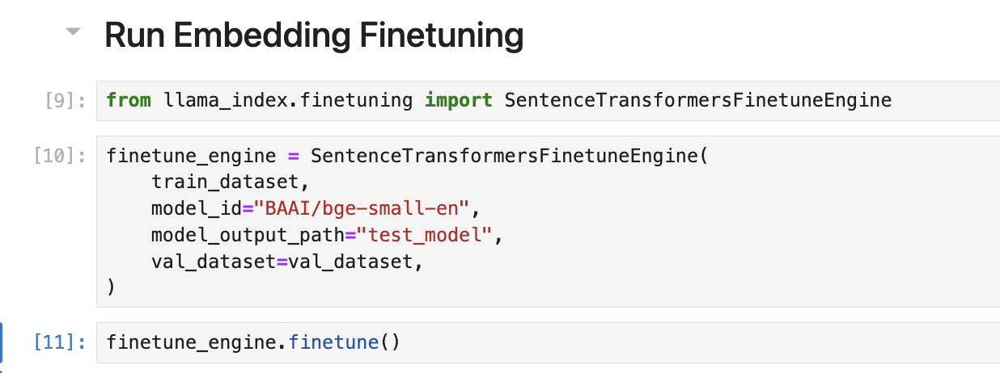 Run Embedding Finetuning
[9]: from llama_index.finetuning import SentenceTransformersFinetuneEngine
[10]: finetune_engine = SentenceTransformersFinetuneEngine(
    train_dataset,
    model_id="BAAI/bge-small-en",
    model_output_path="test_model",
    val_dataset=val_dataset,
)
[11]: finetune_engine.finetune()